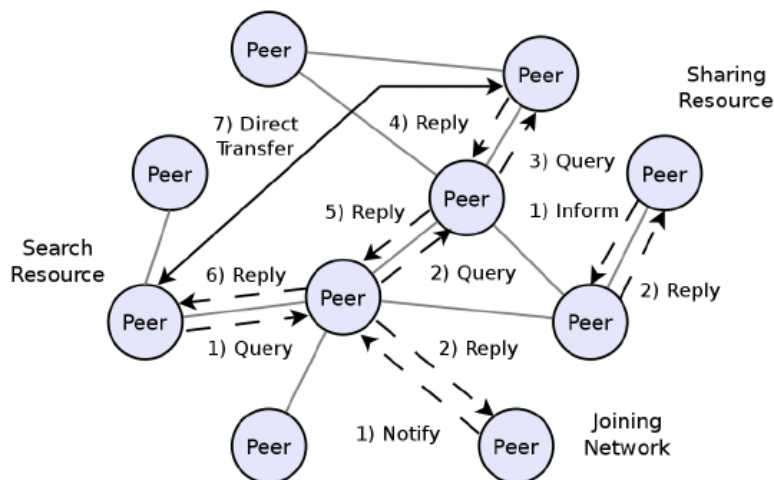 Peer
Peer
Sharing
Resource
7) Direct
Transfer
4) Reply
Peer
3) Query
Peer
Peer
1) Inform
5) Reply
Search
Resource
6) Reply
2) Query
2) Reply
Peer
Peer
Peer
1) Query
2) Reply
1) Notify
Joining
Network
Peer
Peer